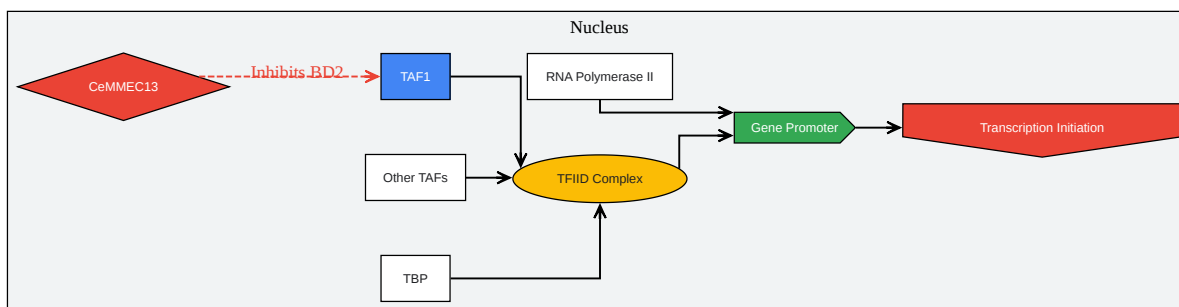 Nucleus
CeMMEC13
Inhibits BD2
TAF1
RNA Polymerase II
Gene Promoter
Transcription Initiation
Other TAFs
TFIID Complex
TBP